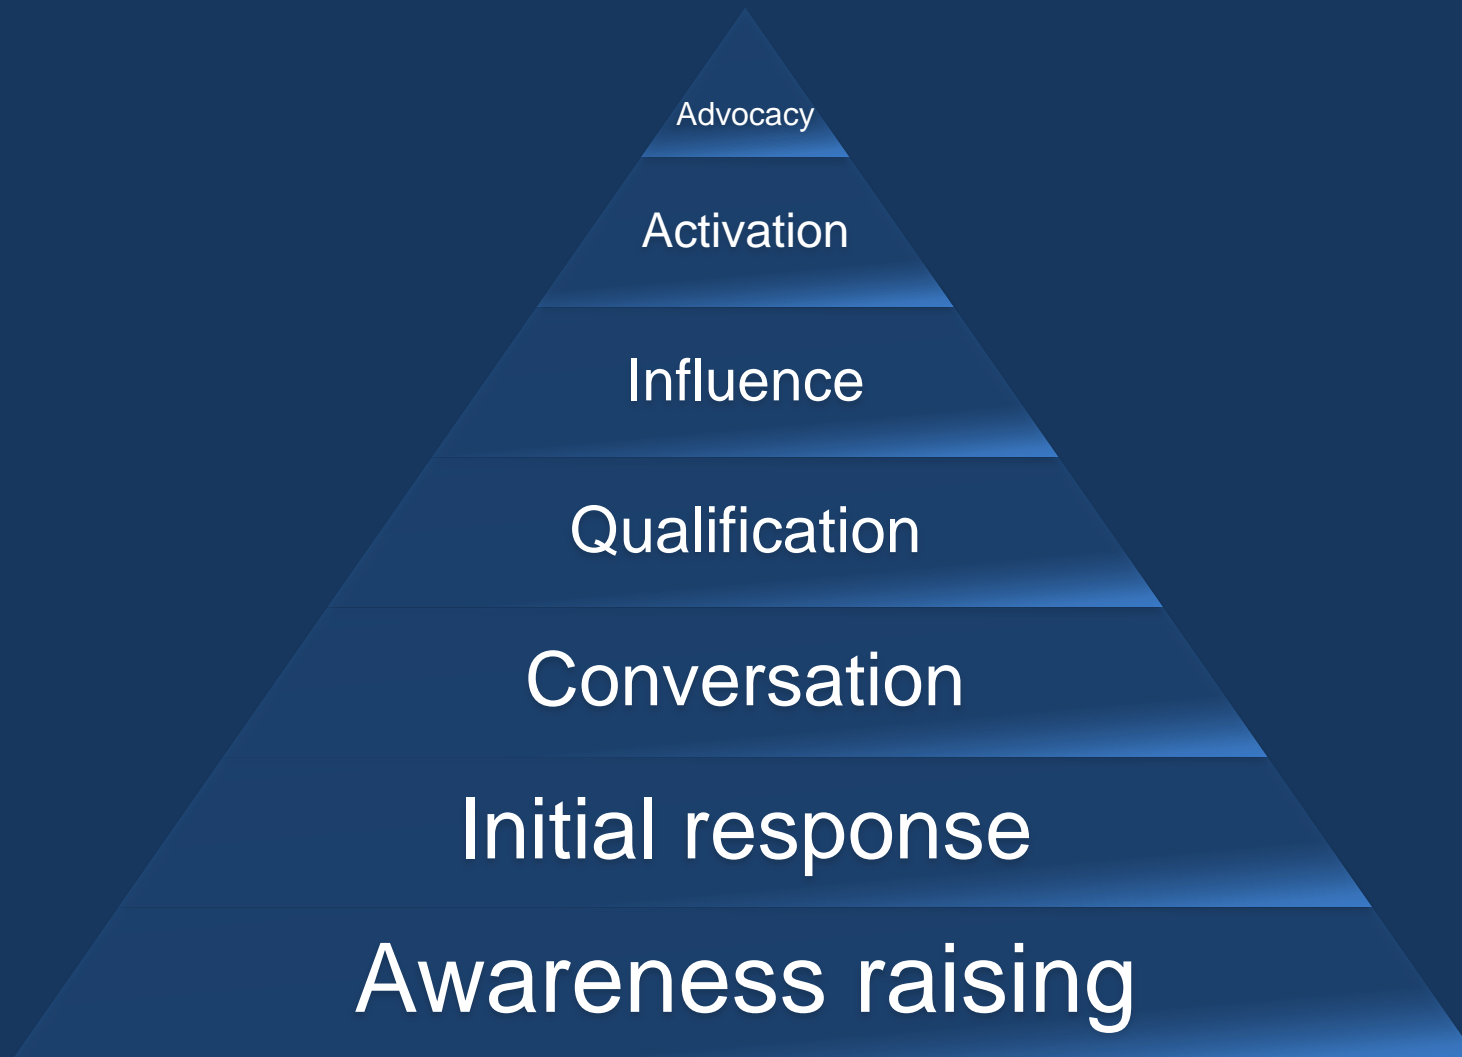 Advocacy
Activation
Influence
Qualification
Conversation
Initial response
Awareness raising